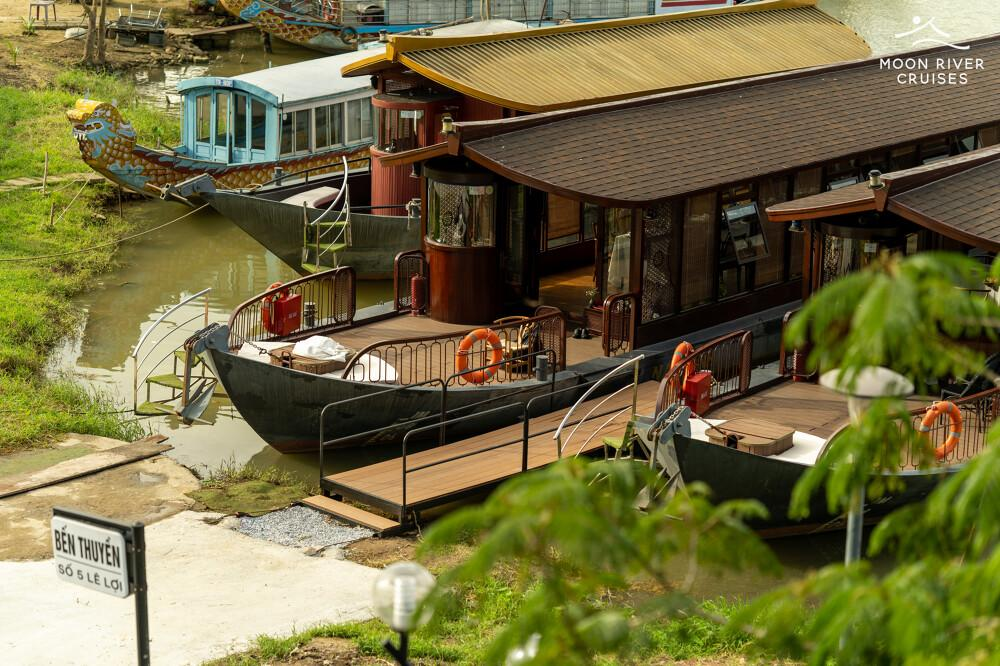 MOON RIVER
CRUISES
BẾN THUYỀN
SỐ 5 LÊ LỢI